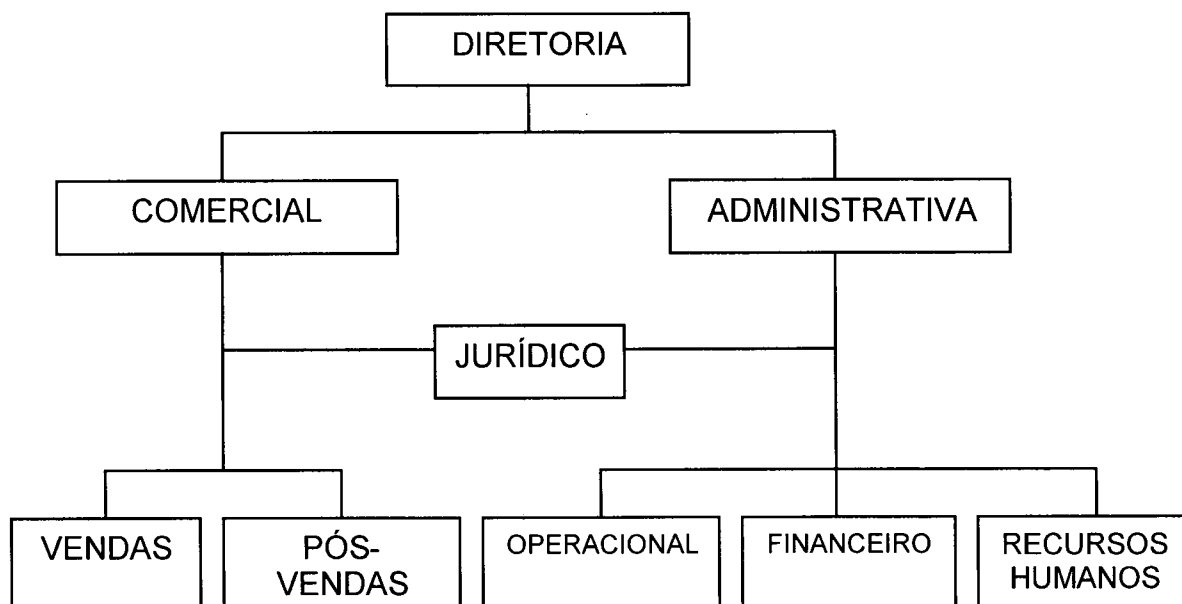 DIRETORIA
COMERCIAL
ADMINISTRATIVA
JURÍDICO
VENDAS
PÓS-
VENDAS
OPERACIONAL
FINANCEIRO
RECURSOS
HUMANOS